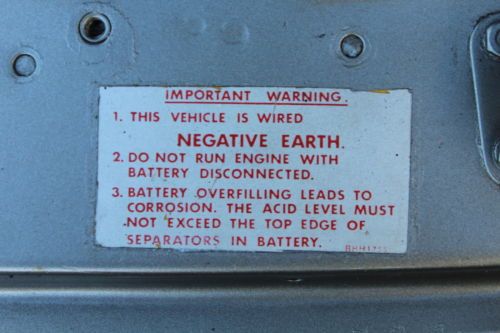 IMPORTANT WARNING.
1. THIS VEHICLE IS WIRED
NEGATIVE EARTH.
2. DO NOT RUN ENGINE WITH
BATTERY DISCONNECTED.
3. BATTERY OVERFILLING LEADS TO
CORROSION. THE ACID LEVEL MUST
NOT EXCEED THE TOP EDGE OF
SEPARATORS IN BATTERY.